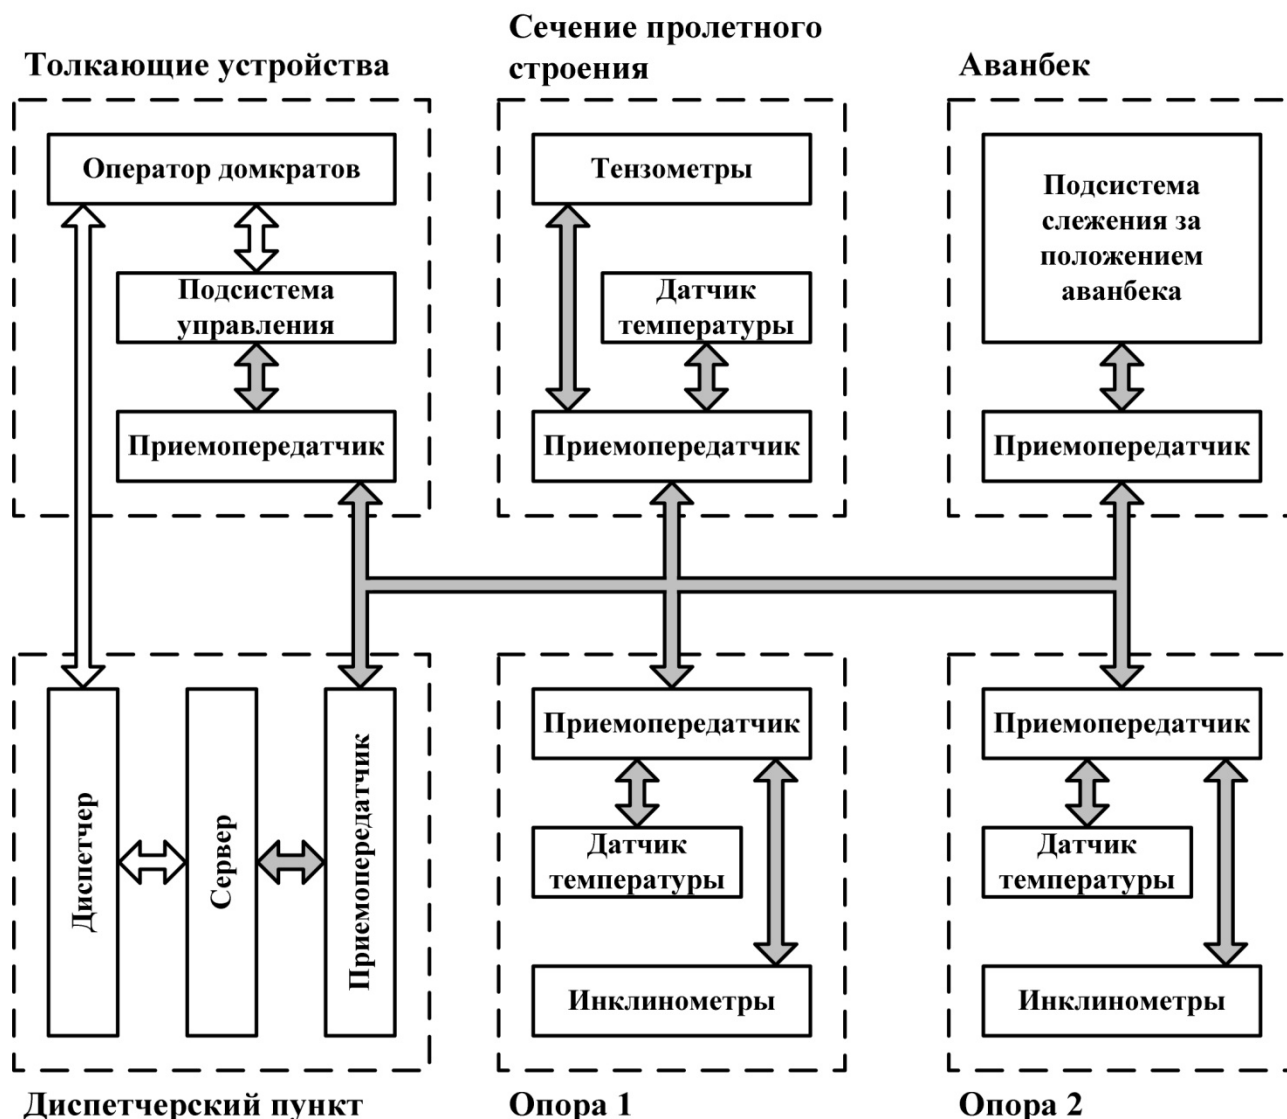 Толкающие устройства
Оператор домкратов
Подсистема
управления
Приемопередатчик
Сечение пролетного
строения
Тензометры
Датчик
температуры
Приемопередатчик
Аванбек
Подсистема
слежения за
положением
аванбека
Приемопередатчик
Диспетчер
Сервер
Приемопередатчик
Диспетчерский пункт
Приемопередатчик
Датчик
температуры
Инклинометры
Опора 1
Приемопередатчик
Датчик
температуры
Инклинометры
Опора 2